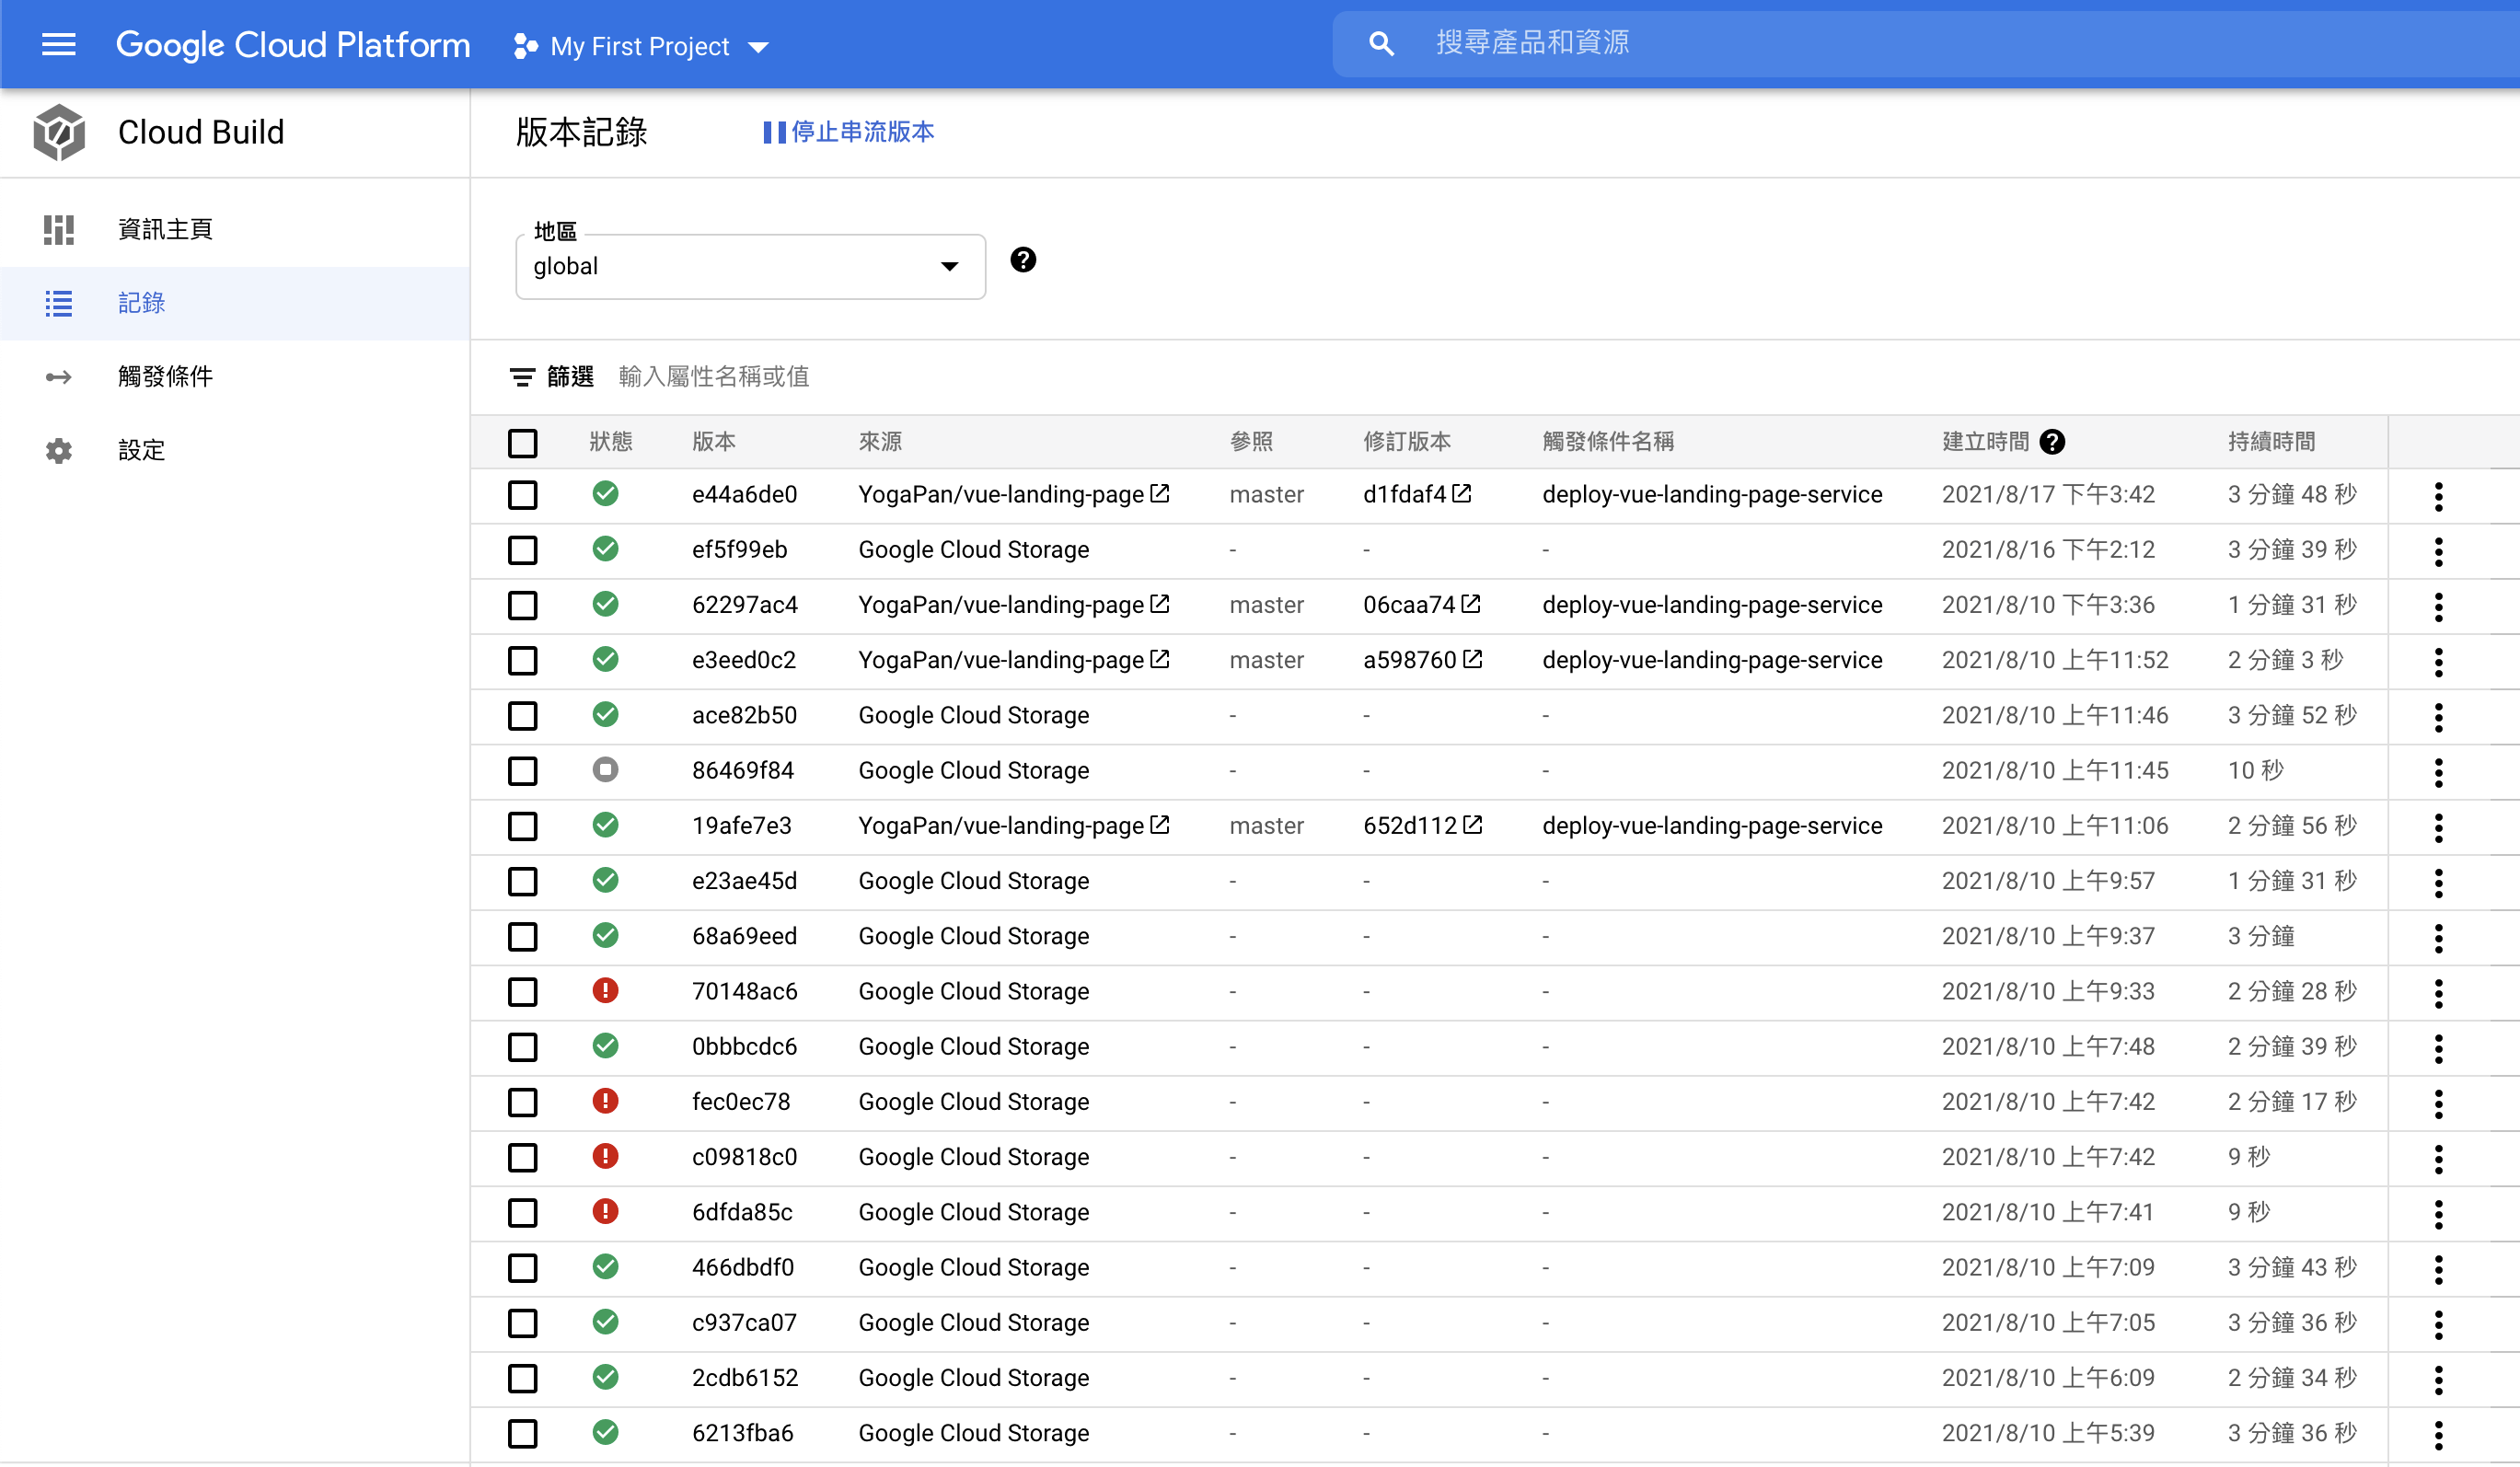 Google Cloud Platform My First Project 搜尋產品和資源
Cloud Build
版本記錄 停止串流版本
資訊主頁
記錄
觸發條件
設定
地區
global
篩選 輸入屬性名稱或值
狀態 版本 來源 參照 修訂版本 觸發條件名稱 建立時間 持續時間
e44a6de0 YogaPan/vue-landing-page master d1fdaf4 deploy-vue-landing-page-service 2021/8/17 下午3:42 3 分鐘 48 秒
ef5f99eb Google Cloud Storage - - - 2021/8/16 下午2:12 3 分鐘 39 秒
62297ac4 YogaPan/vue-landing-page master 06caa74 deploy-vue-landing-page-service 2021/8/10 下午3:36 1 分鐘 31 秒
e3eed0c2 YogaPan/vue-landing-page master a598760 deploy-vue-landing-page-service 2021/8/10 上午11:52 2 分鐘 3 秒
ace82b50 Google Cloud Storage - - - 2021/8/10 上午11:46 3 分鐘 52 秒
86469f84 Google Cloud Storage - - - 2021/8/10 上午11:45 10 秒
19afe7e3 YogaPan/vue-landing-page master 652d112 deploy-vue-landing-page-service 2021/8/10 上午11:06 2 分鐘 56 秒
e23ae45d Google Cloud Storage - - - 2021/8/10 上午9:57 1 分鐘 31 秒
68a69eed Google Cloud Storage - - - 2021/8/10 上午9:37 3 分鐘
70148ac6 Google Cloud Storage - - - 2021/8/10 上午9:33 2 分鐘 28 秒
0bbbcdc6 Google Cloud Storage - - - 2021/8/10 上午7:48 2 分鐘 39 秒
fec0ec78 Google Cloud Storage - - - 2021/8/10 上午7:42 2 分鐘 17 秒
c09818c0 Google Cloud Storage - - - 2021/8/10 上午7:42 9 秒
6dfda85c Google Cloud Storage - - - 2021/8/10 上午7:41 9 秒
466dbdf0 Google Cloud Storage - - - 2021/8/10 上午7:09 3 分鐘 43 秒
c937ca07 Google Cloud Storage - - - 2021/8/10 上午7:05 3 分鐘 36 秒
2cdb6152 Google Cloud Storage - - - 2021/8/10 上午6:09 2 分鐘 34 秒
6213fba6 Google Cloud Storage - - - 2021/8/10 上午5:39 3 分鐘 36 秒